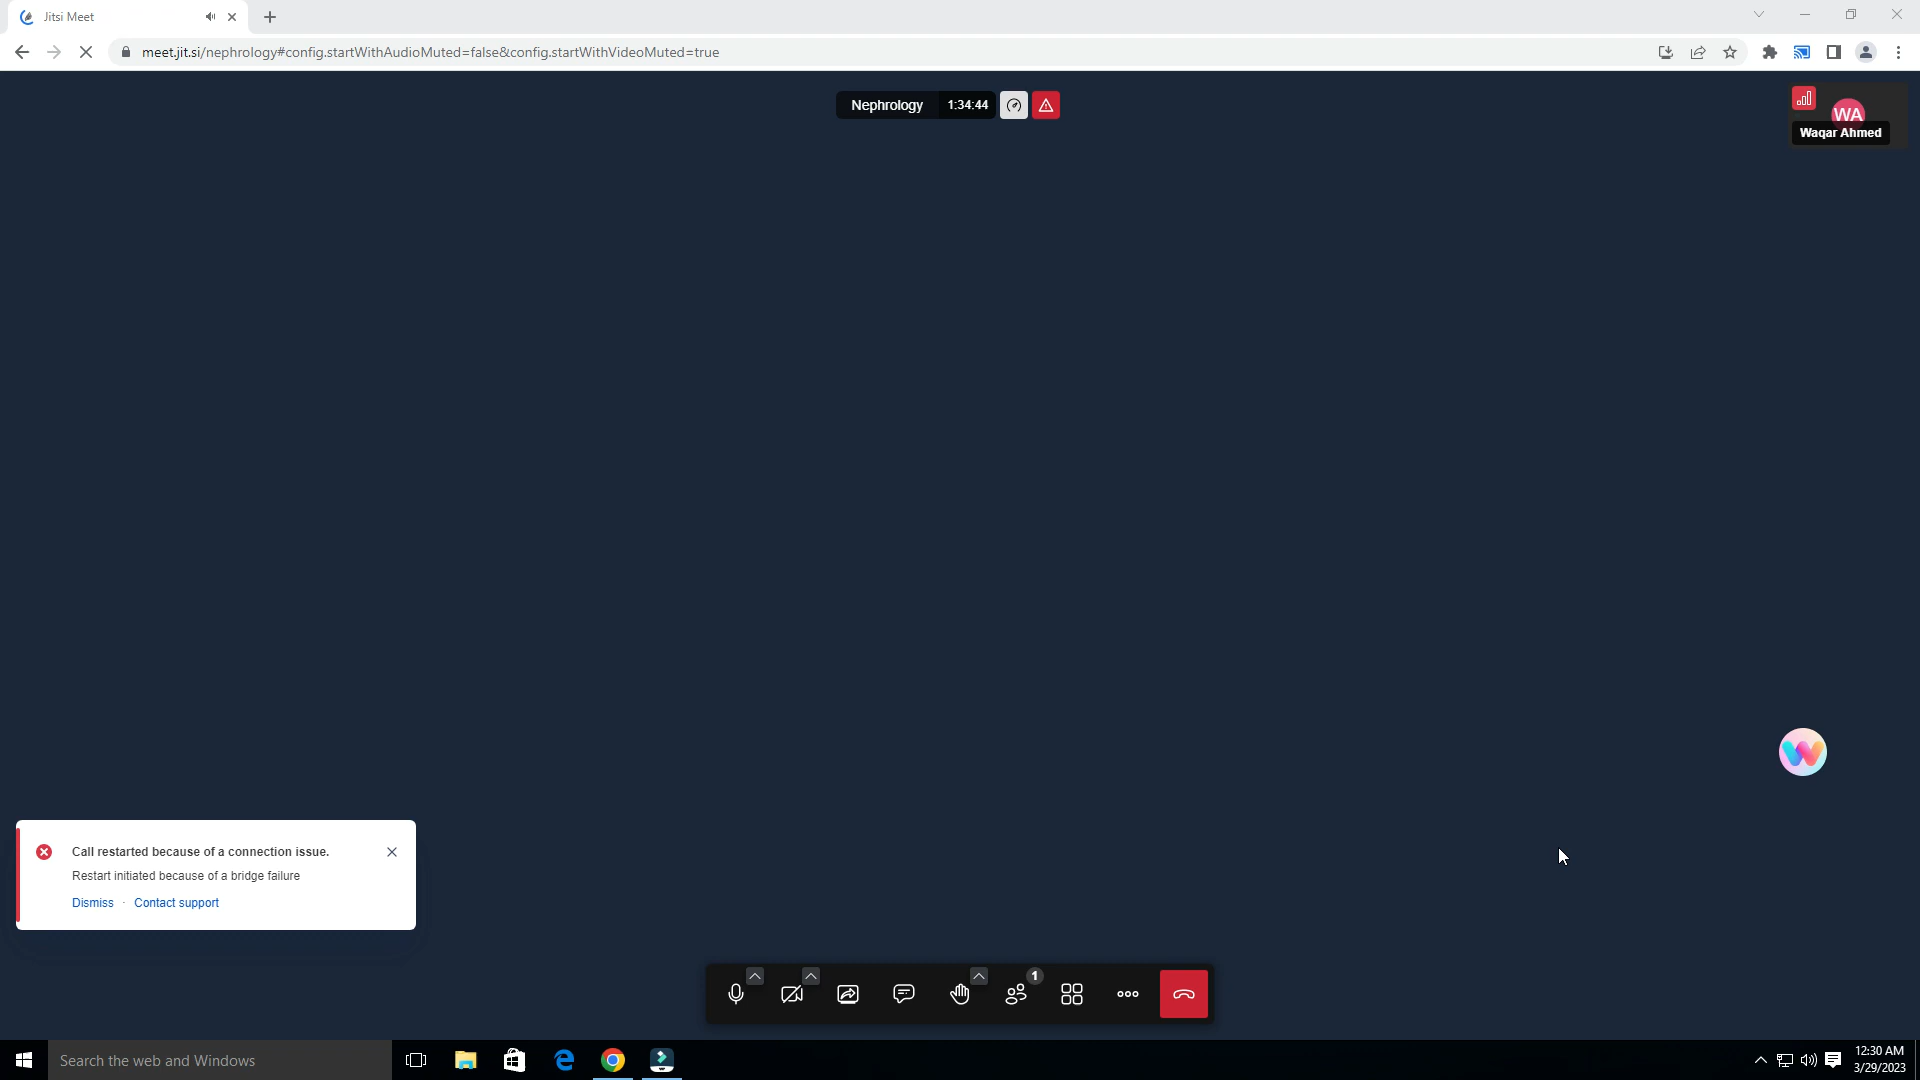 Jitsi Meet
meet.jit.si/nephrology#config.startWithAudioMuted=false&config.startWithVideoMuted=true
Nephrology 1:34:44
WA
Waqar Ahmed
Call restarted because of a connection issue.
Restart initiated because of a bridge failure
Dismiss · Contact support
1
Search the web and Windows
12:30 AM
3/29/2023